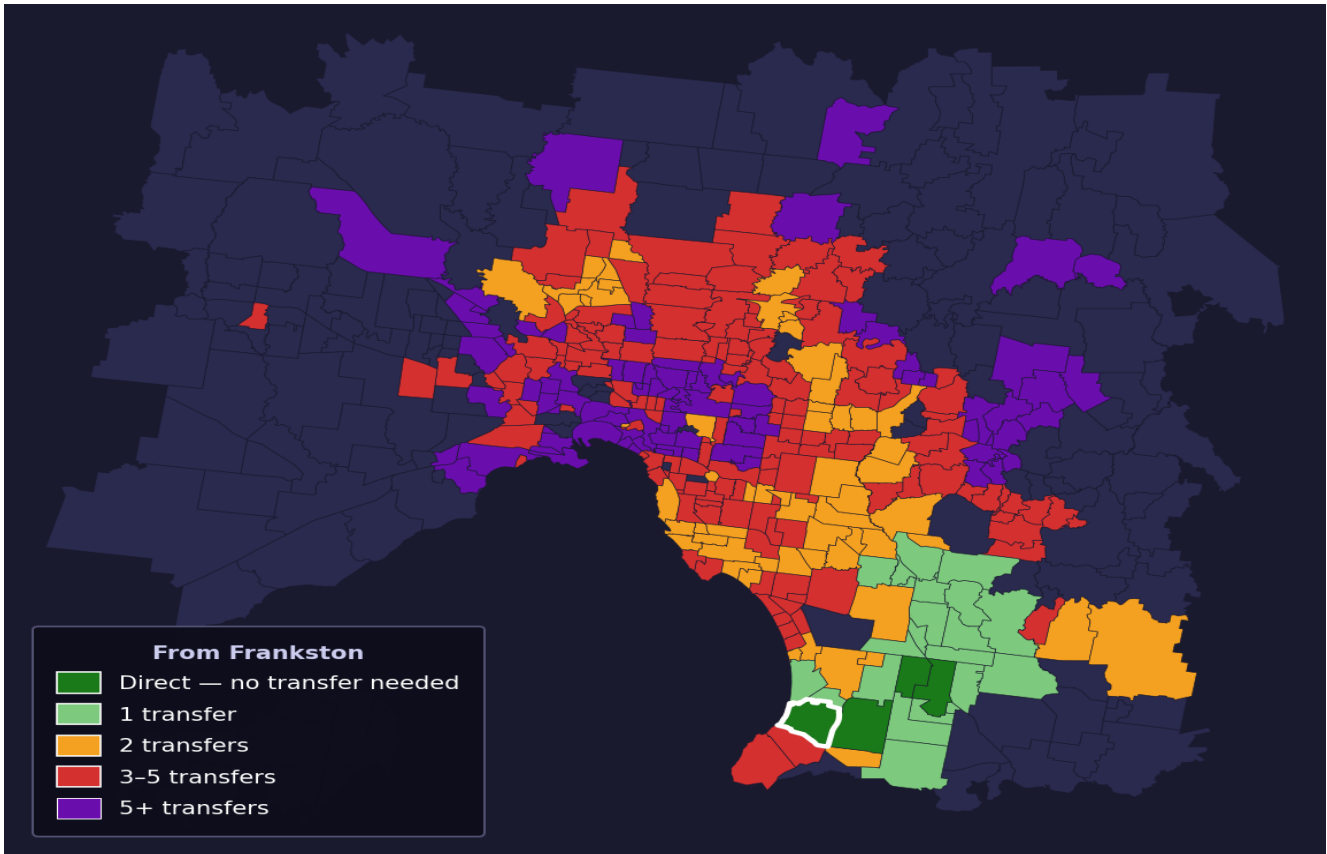 From Frankston
Direct — no transfer needed
1 transfer
2 transfers
3–5 transfers
5+ transfers